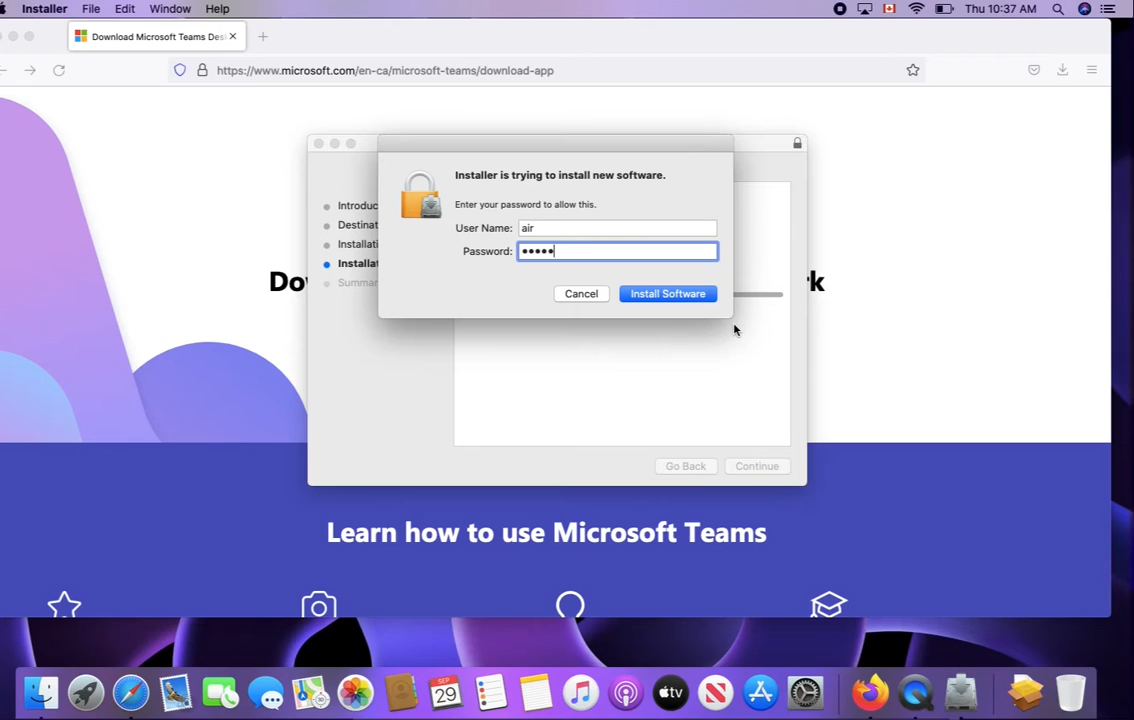 Installer File Edit Window Help Thu 10:37 AM
Download Microsoft Teams Des
https://www.microsoft.com/en-ca/microsoft-teams/download-app
Installer is trying to install new software.
Enter your password to allow this.
User Name: air
Password: •••••
Cancel Install Software
Introduc
Destinat
Installati
Installat
Summar
Do
rk
Go Back Continue
Learn how to use Microsoft Teams
SEP
29
tv